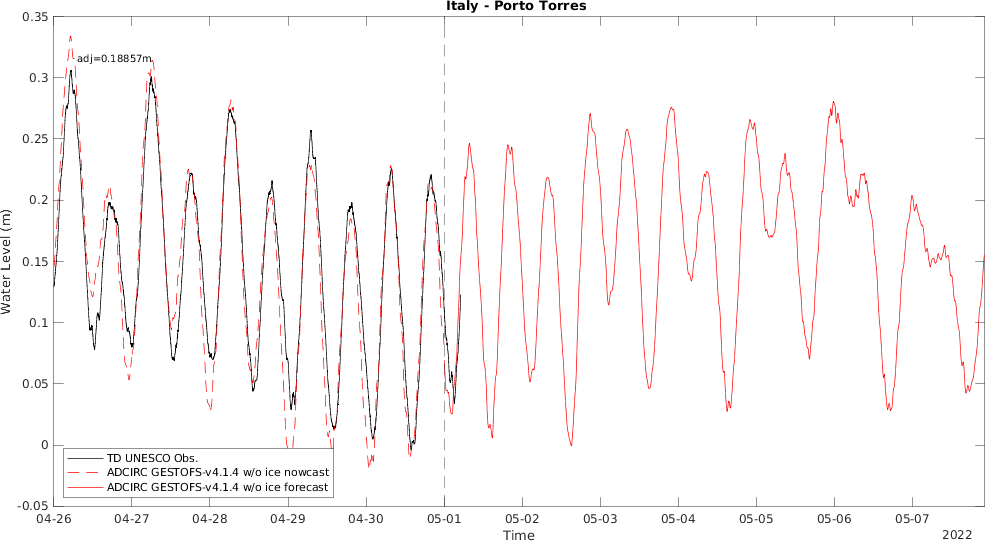 Italy - Porto Torres
0.35
adj=0.18857m
0.3
0.25
0.2
0.15
0.1
0.05
0
-0.05
Water Level (m)
TD UNESCO Obs.
ADCIRC GESTOFS-v4.1.4 w/o ice nowcast
ADCIRC GESTOFS-v4.1.4 w/o ice forecast
04-26 04-27 04-28 04-29 04-30 05-01 05-02 05-03 05-04 05-05 05-06 05-07
Time
2022